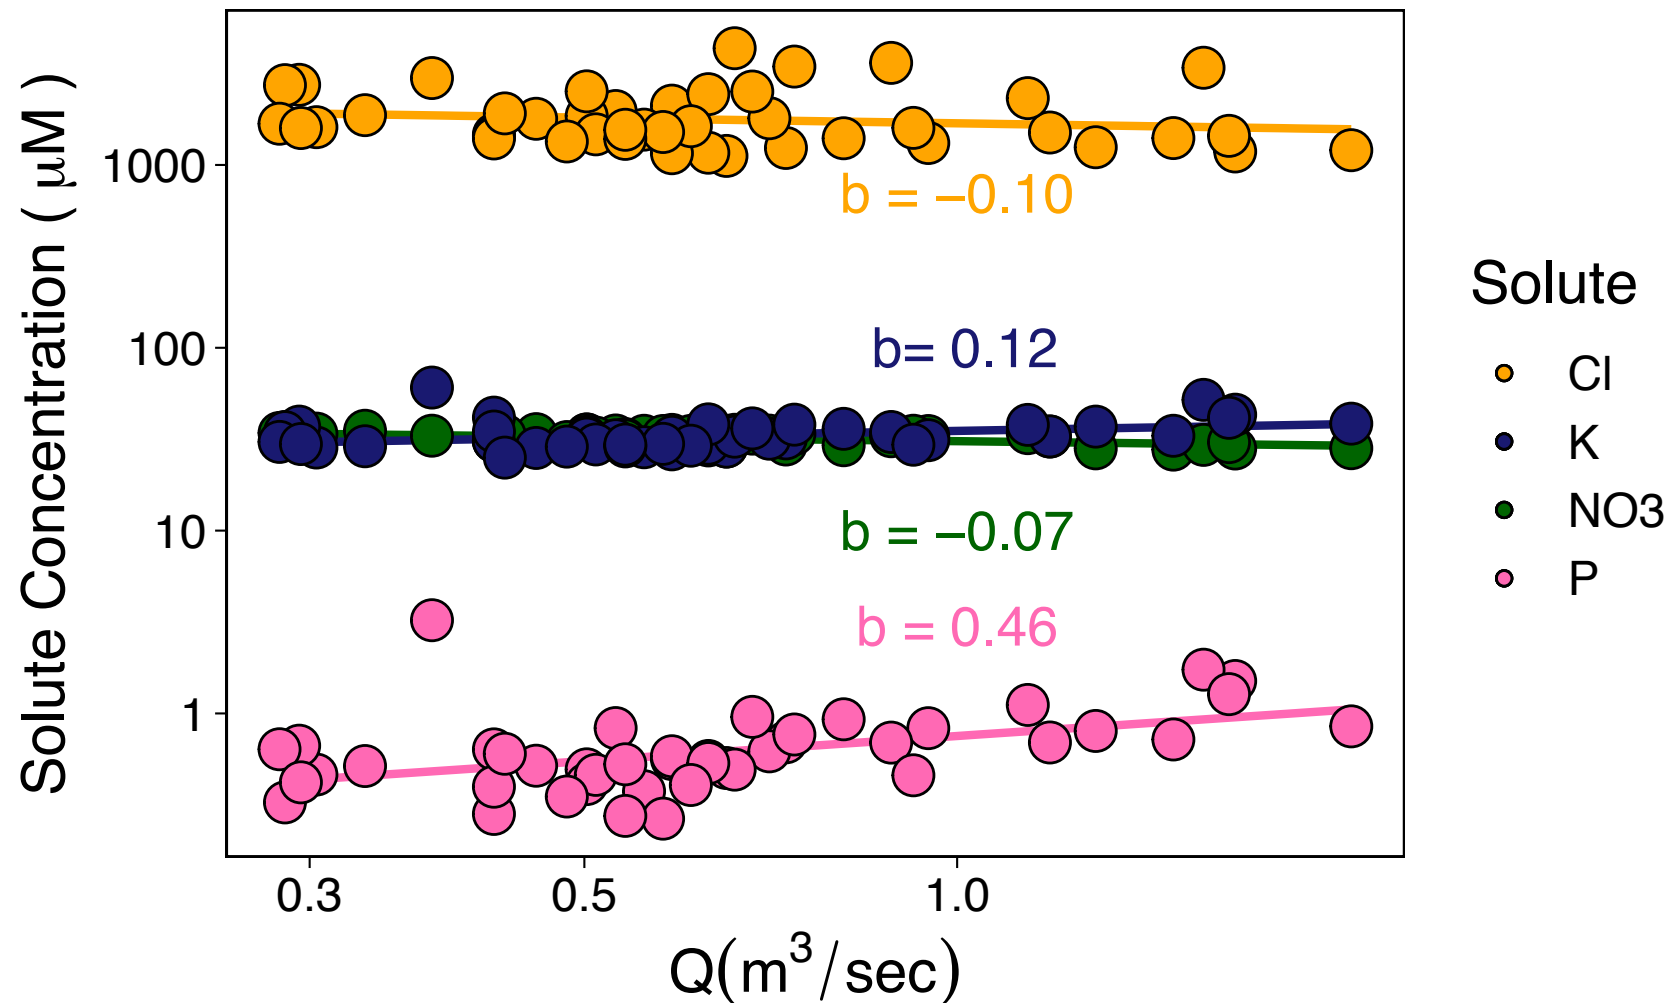 Solute Concentration ( μM )
1000
100
10
1
b = −0.10
b= 0.12
b = −0.07
b = 0.46
0.3 0.5 1.0
Q(m³/sec)
Solute
Cl
K
NO3
P